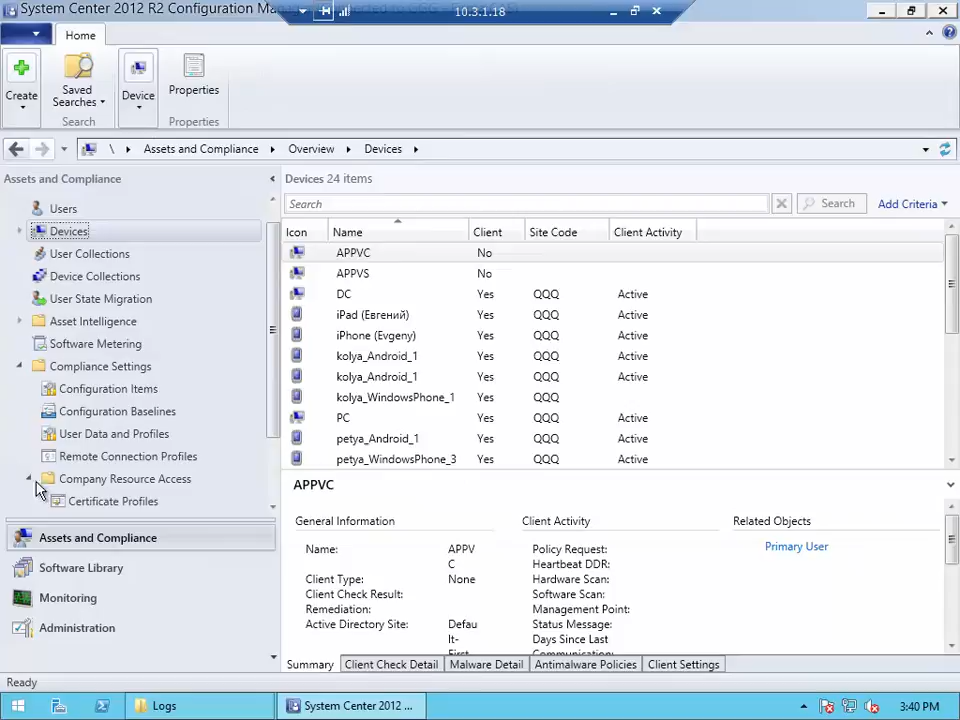 System Center 2012 R2 Configuration Ma
10.3.1.18
Home
Create
Saved Searches
Device
Properties
Search
Properties
\ Assets and Compliance Overview Devices
Assets and Compliance
Users
Devices
User Collections
Device Collections
User State Migration
Asset Intelligence
Software Metering
Compliance Settings
Configuration Items
Configuration Baselines
User Data and Profiles
Remote Connection Profiles
Company Resource Access
Certificate Profiles
Assets and Compliance
Software Library
Monitoring
Administration
Devices 24 items
Search
Search
Add Criteria
Icon Name Client Site Code Client Activity
APPVC No
APPVS No
DC Yes QQQ Active
iPad (Евгений) Yes QQQ Active
iPhone (Evgeny) Yes QQQ Active
kolya_Android_1 Yes QQQ Active
kolya_Android_1 Yes QQQ Active
kolya_WindowsPhone_1 Yes QQQ
PC Yes QQQ Active
petya_Android_1 Yes QQQ Active
petya_WindowsPhone_3 Yes QQQ Active
APPVC
General Information
Name: APPV
C
Client Type: None
Client Check Result:
Remediation:
Active Directory Site: Defau
lt-
First-
Client Activity
Policy Request:
Heartbeat DDR:
Hardware Scan:
Software Scan:
Management Point:
Status Message:
Days Since Last
Communication:
Related Objects
Primary User
Summary Client Check Detail Malware Detail Antimalware Policies Client Settings
Ready
Logs
System Center 2012 ...
3:40 PM